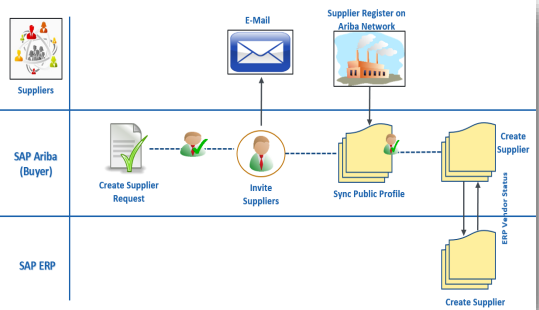 Supplier Register on
Ariba Network
E-Mail
Suppliers
SAP Ariba
(Buyer)
Create Supplier
Request
Invite
Suppliers
Sync Public Profile
Create
Supplier
ERP Vendor Status
SAP ERP
Create Supplier